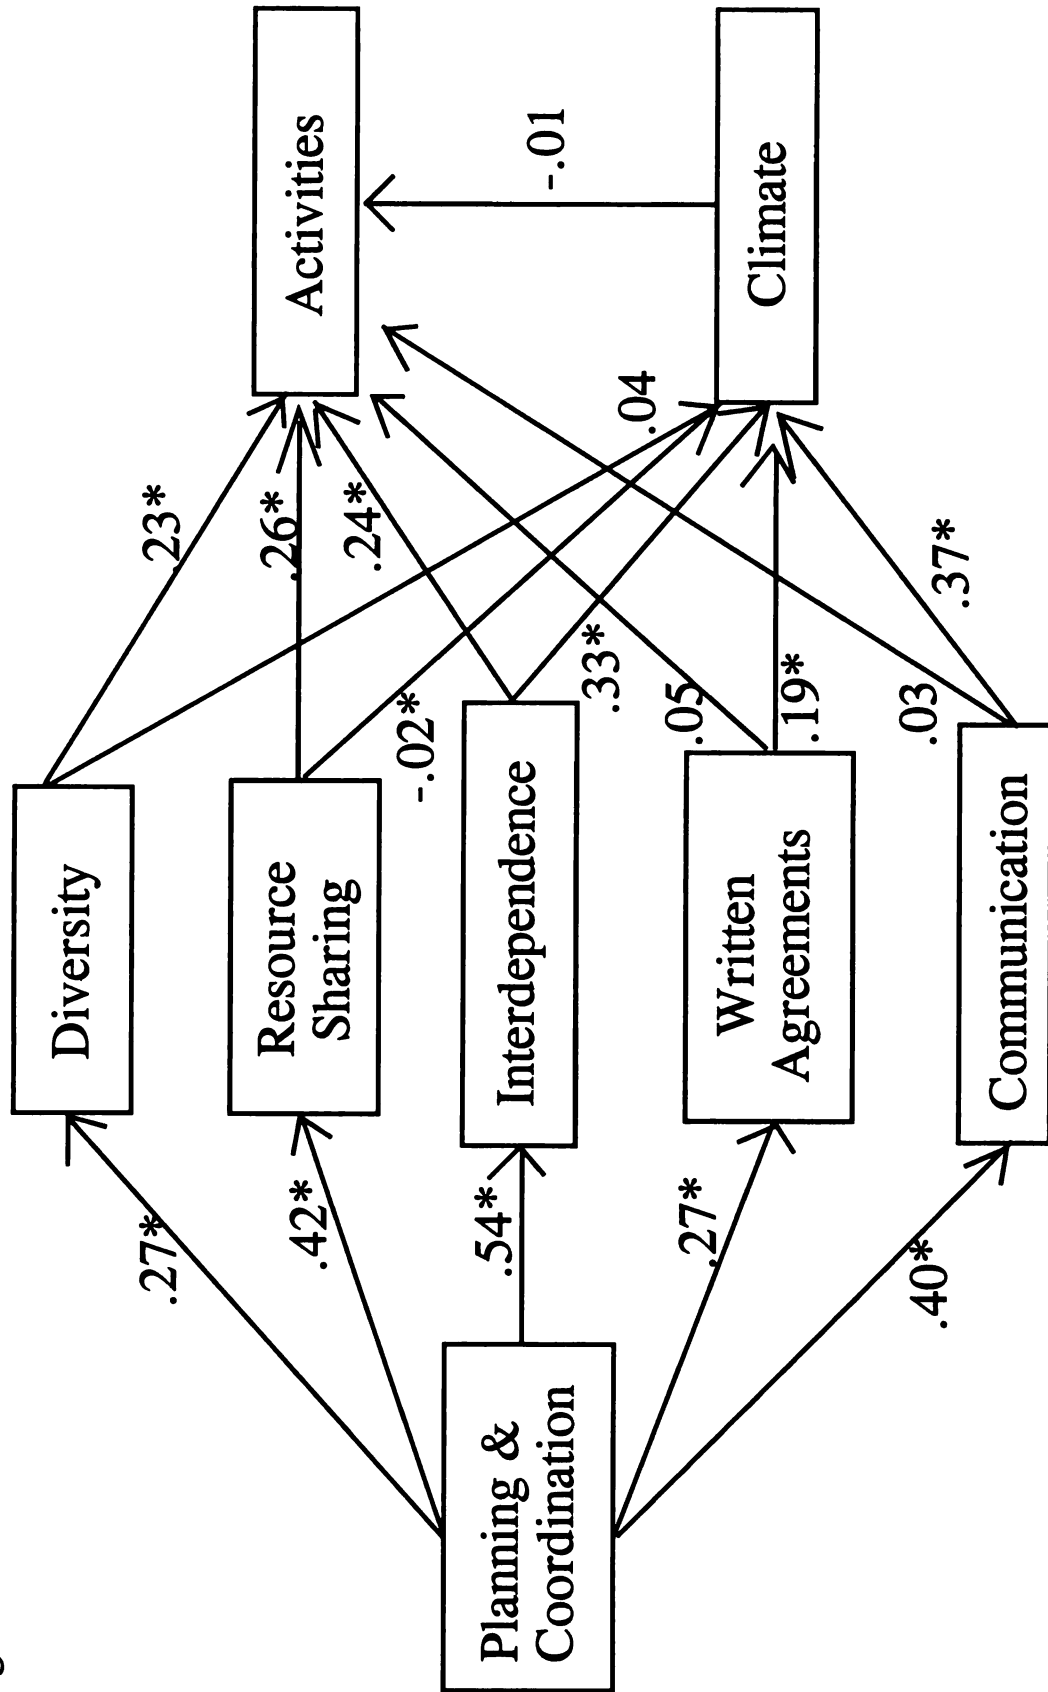 Planning &
Coordination
.27*
.42*
.54*
.27*
.40*
Diversity
Resource
Sharing
Interdependence
Written
Agreements
Communication
.23*
.26*
.24*
.04
-.02*
.33*
.05
.19*
.03
.37*
Activities
-.01
Climate